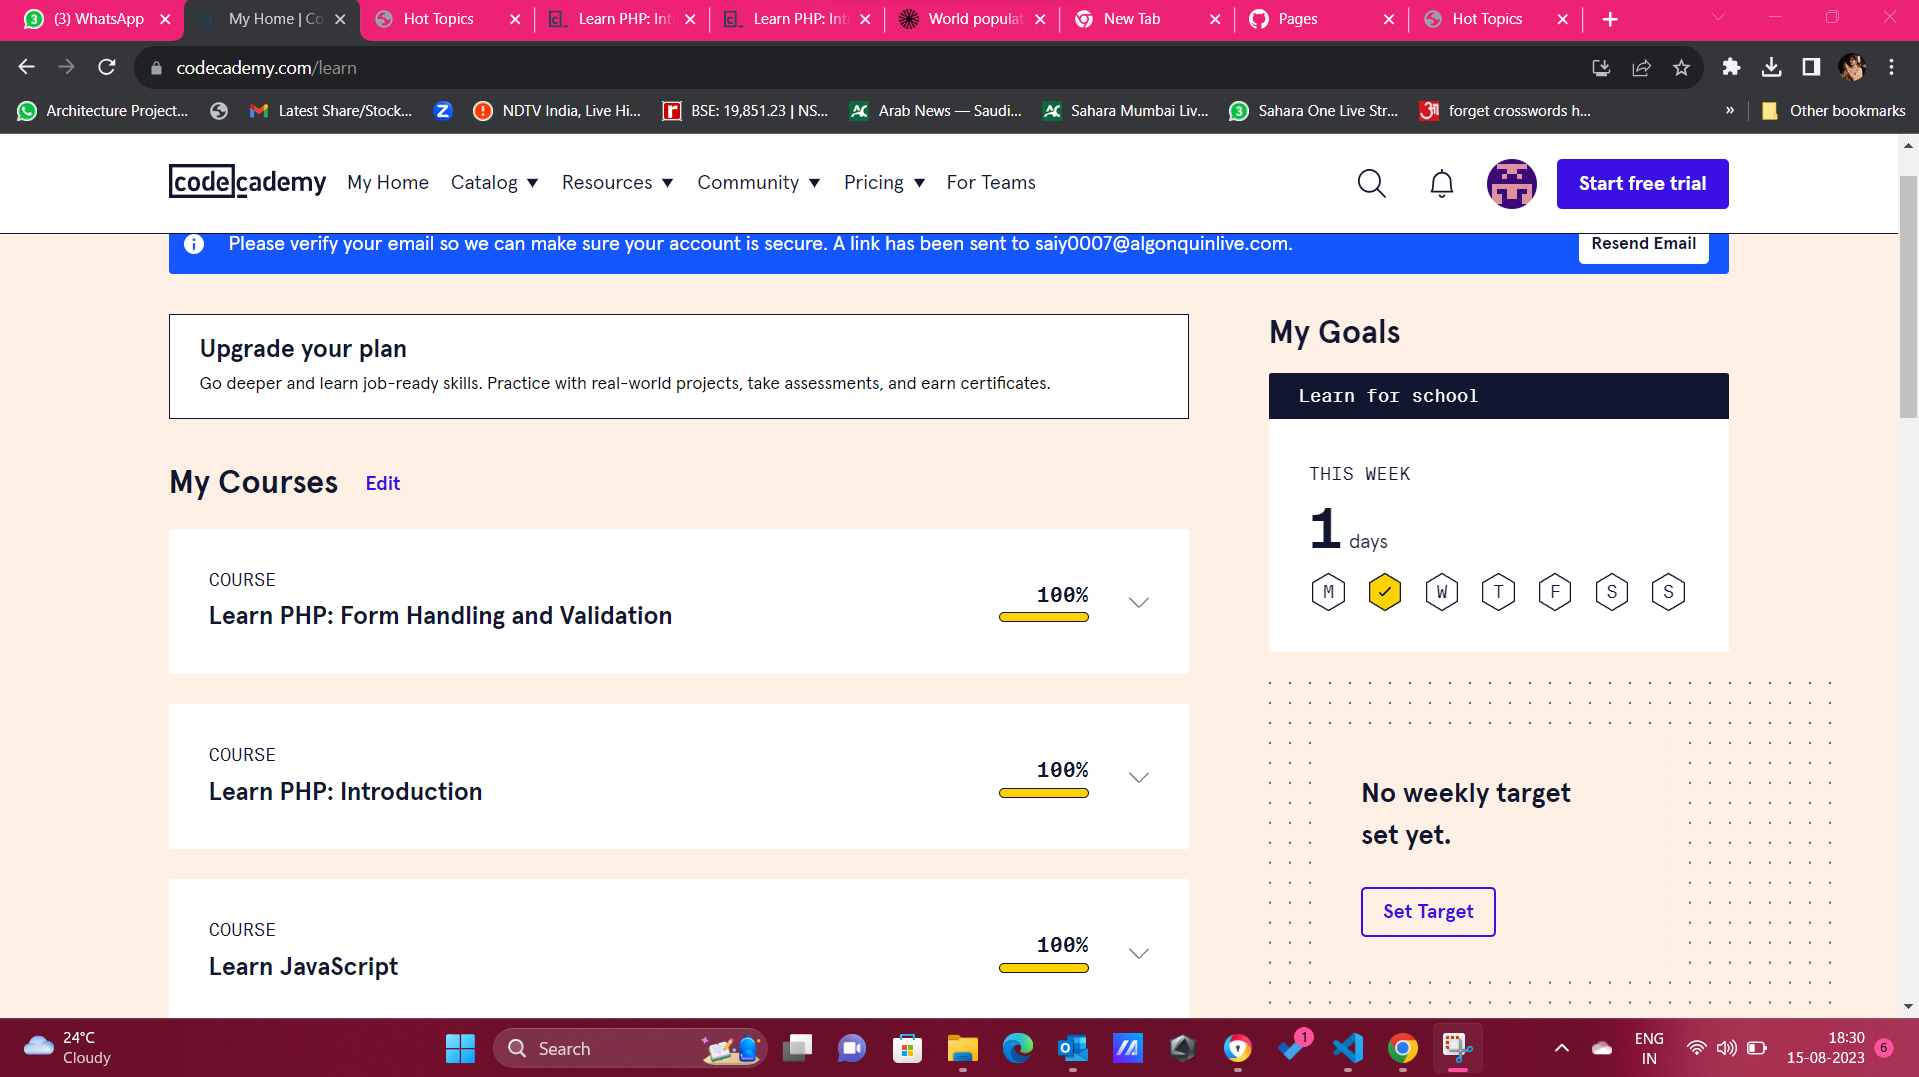 (3) WhatsApp
My Home | Co
Hot Topics
Learn PHP: Int
Learn PHP: Int
World populat
New Tab
Pages
Hot Topics
codecademy.com/learn
Architecture Project...
Latest Share/Stock...
NDTV India, Live Hi...
BSE: 19,851.23 | NS...
Arab News — Saudi...
Sahara Mumbai Liv...
Sahara One Live Str...
forget crosswords h...
»
Other bookmarks
codecademy
My Home
Catalog
Resources
Community
Pricing
For Teams
Start free trial
Please verify your email so we can make sure your account is secure. A link has been sent to saiy0007@algonquinlive.com.
Resend Email
Upgrade your plan
Go deeper and learn job-ready skills. Practice with real-world projects, take assessments, and earn certificates.
My Goals
Learn for school
THIS WEEK
1 days
M
W
T
F
S
S
My Courses
Edit
COURSE
Learn PHP: Form Handling and Validation
100%
COURSE
Learn PHP: Introduction
100%
COURSE
Learn JavaScript
100%
No weekly target
set yet.
Set Target
24°C
Cloudy
Search
1
ENG
IN
18:30
15-08-2023
6